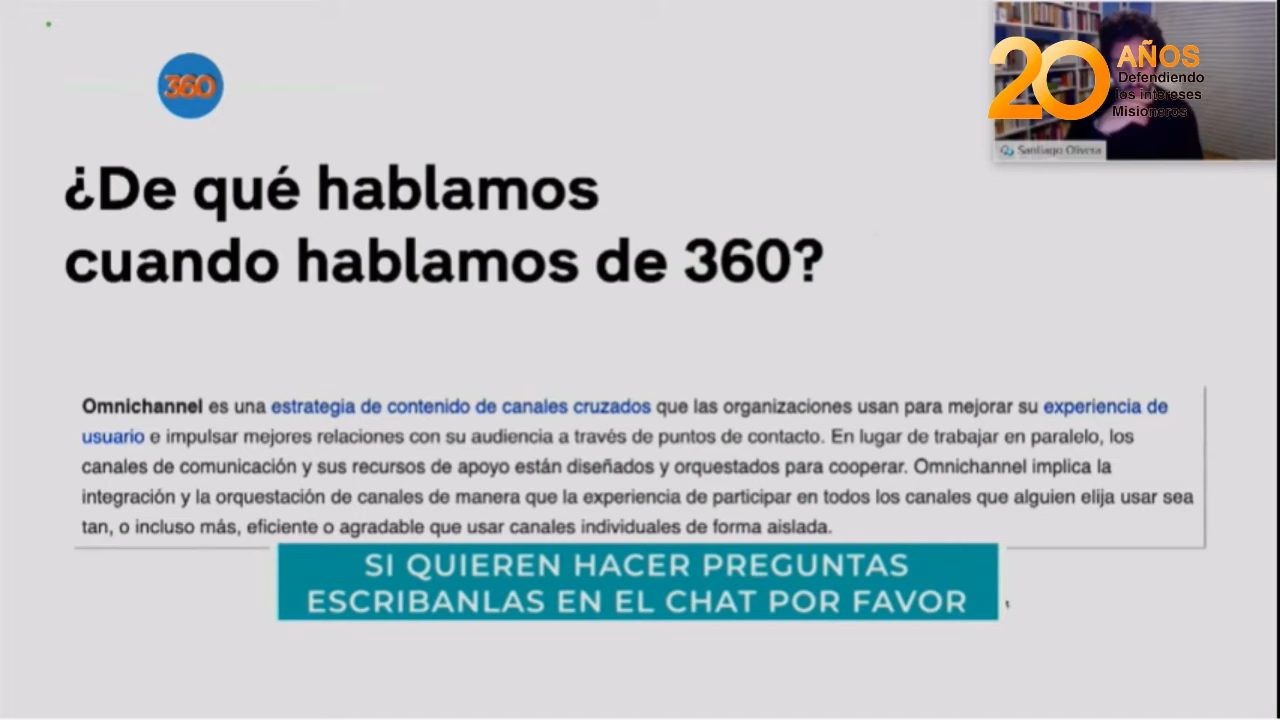 360
20 AÑOS
Defendiendo
los intereses
Misioneros
Santiago Olivera
¿De qué hablamos
cuando hablamos de 360?
Omnichannel es una estrategia de contenido de canales cruzados que las organizaciones usan para mejorar su experiencia de
usuario e impulsar mejores relaciones con su audiencia a través de puntos de contacto. En lugar de trabajar en paralelo, los
canales de comunicación y sus recursos de apoyo están diseñados y orquestados para cooperar. Omnichannel implica la
integración y la orquestación de canales de manera que la experiencia de participar en todos los canales que alguien elija usar sea
tan, o incluso más, eficiente o agradable que usar canales individuales de forma aislada.
SI QUIEREN HACER PREGUNTAS
ESCRIBANLAS EN EL CHAT POR FAVOR